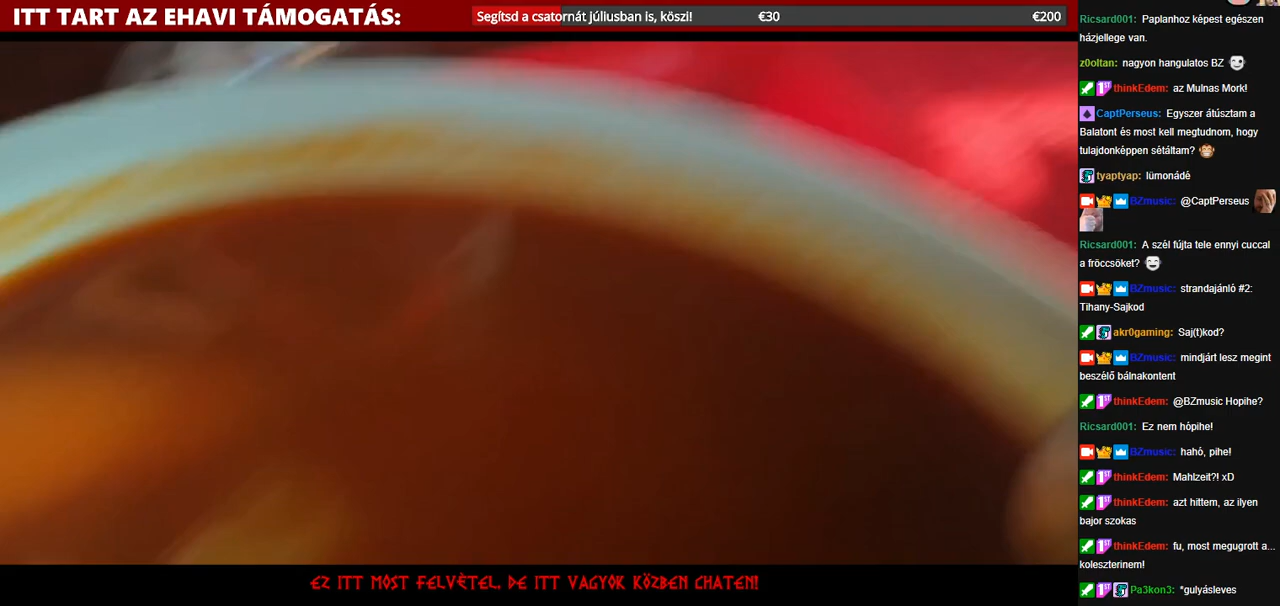 ITT TART AZ EHAVI TÁMOGATÁS:
Segítsd a csatornát júliusban is, köszi! €30 €200
Ricsard001: Paplanhoz képest egészen
házjellege van.
z0oltan: nagyon hangulatos BZ
thinkEdem: az Mulnas Mork!
CaptPerseus: Egyszer átúsztam a
Balatont és most kell megtudnom, hogy
tulajdonképpen sétáltam?
tyaptyap: lümonádé
BZmusic: @CaptPerseus
Ricsard001: A szél fújta tele ennyi cuccal
a fröccsöket?
BZmusic: strandajánló #2:
Tihany-Sajkod
akr0gaming: Saj(t)kod?
BZmusic: mindjárt lesz megint
beszélő bálnakontent
thinkEdem: @BZmusic Hopihe?
Ricsard001: Ez nem hópihe!
BZmusic: hahó, pihe!
thinkEdem: Mahlzeit?! xD
thinkEdem: azt hittem, az ilyen
bajor szokas
thinkEdem: fu, most megugrott a...
koleszterinem!
Pa3kon3: *gulyásleves
EZ ITT MOST FELVÉTEL, DE ITT VAGYOK KÖZBEN CHATEN!